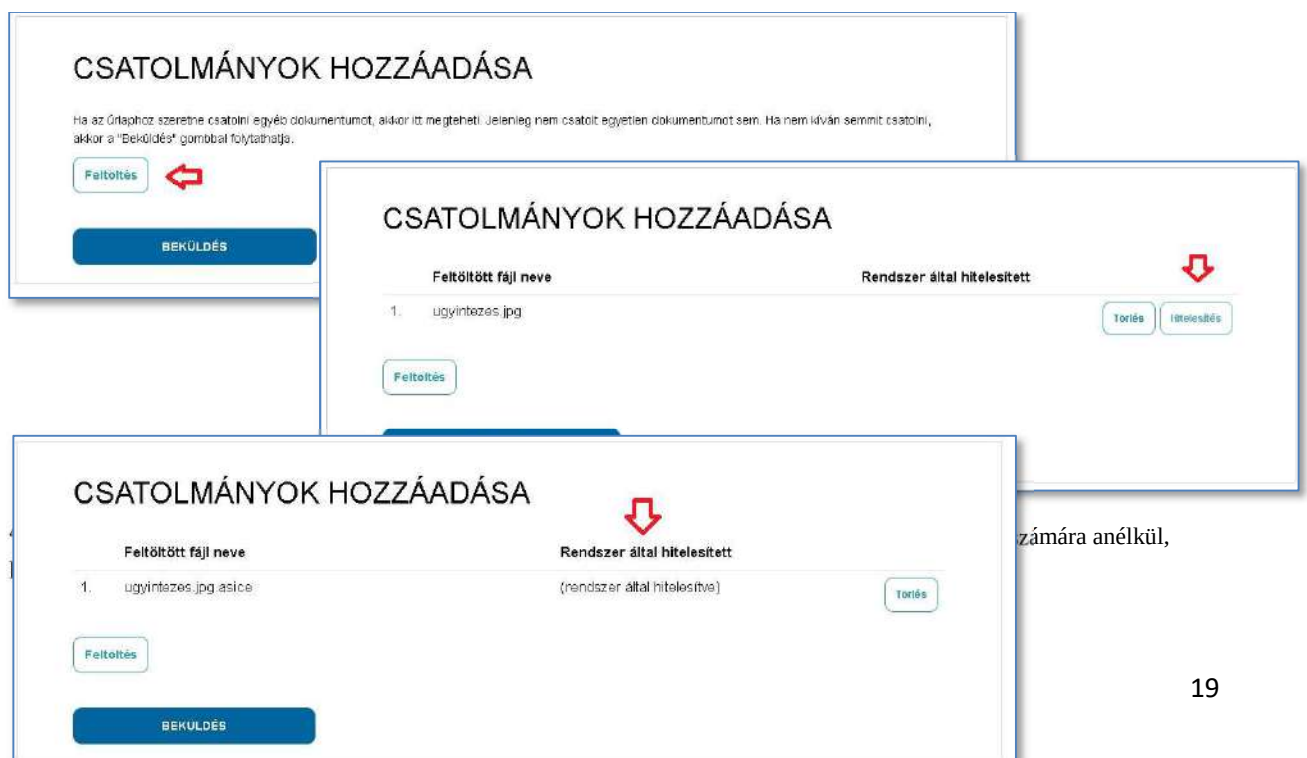 CSATOLMÁNYOK HOZZÁADÁSA
Ha az űrlaphoz szeretne csatolni egyéb dokumentumot, akkor itt megteheti. Jelenleg nem csatolt egyetlen dokumentumot sem. Ha nem kíván semmit csatolni,
akkor a "Beküldés" gombbal folytathatja.
Feltöltés
BEKÜLDÉS
CSATOLMÁNYOK HOZZÁADÁSA
Feltöltött fájl neve Rendszer által hitelesített
1. ugyintezes.jpg Törlés Hitelesítés
Feltöltés
CSATOLMÁNYOK HOZZÁADÁSA
számára anélkül,
Feltöltött fájl neve Rendszer által hitelesített
1. ugyintezes.jpg.asice (rendszer által hitelesítve) Törlés
Feltöltés
BEKÜLDÉS
19